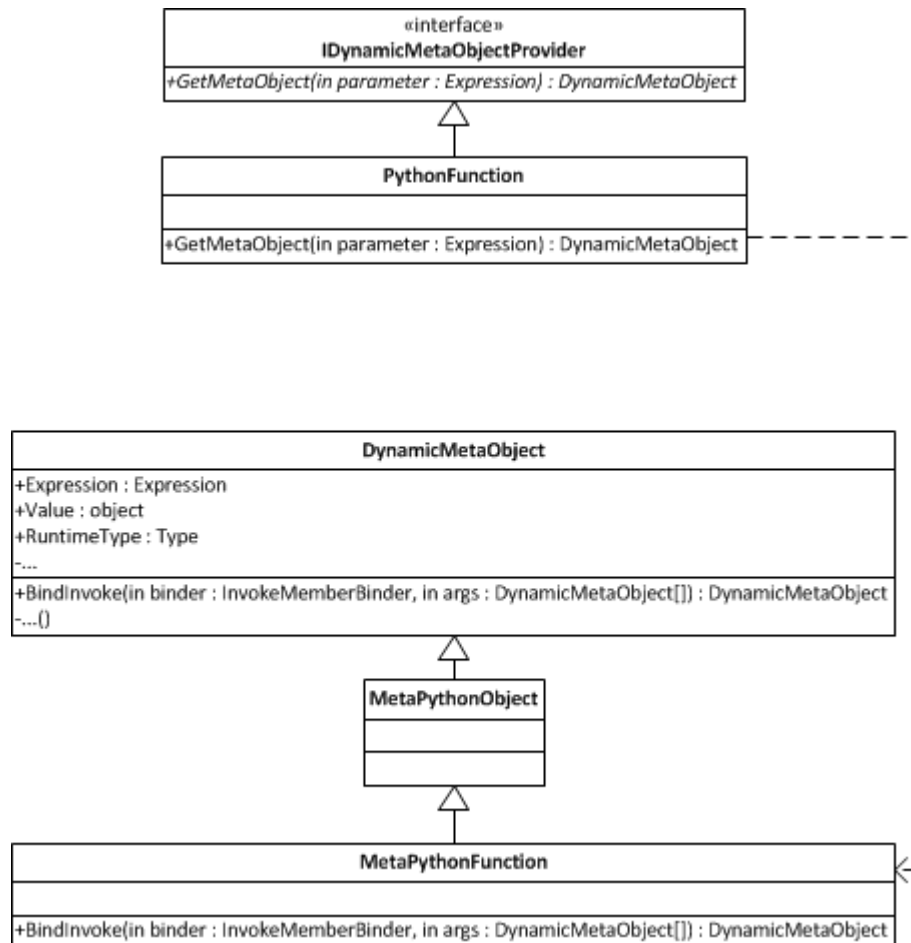 «interface»
IDynamicMetaObjectProvider
+GetMetaObject(in parameter : Expression) : DynamicMetaObject
PythonFunction
+GetMetaObject(in parameter : Expression) : DynamicMetaObject
DynamicMetaObject
+Expression : Expression
+Value : object
+RuntimeType : Type
-...
+BindInvoke(in binder : InvokeMemberBinder, in args : DynamicMetaObject[]) : DynamicMetaObject
-...()
MetaPythonObject
MetaPythonFunction
+BindInvoke(in binder : InvokeMemberBinder, in args : DynamicMetaObject[]) : DynamicMetaObject